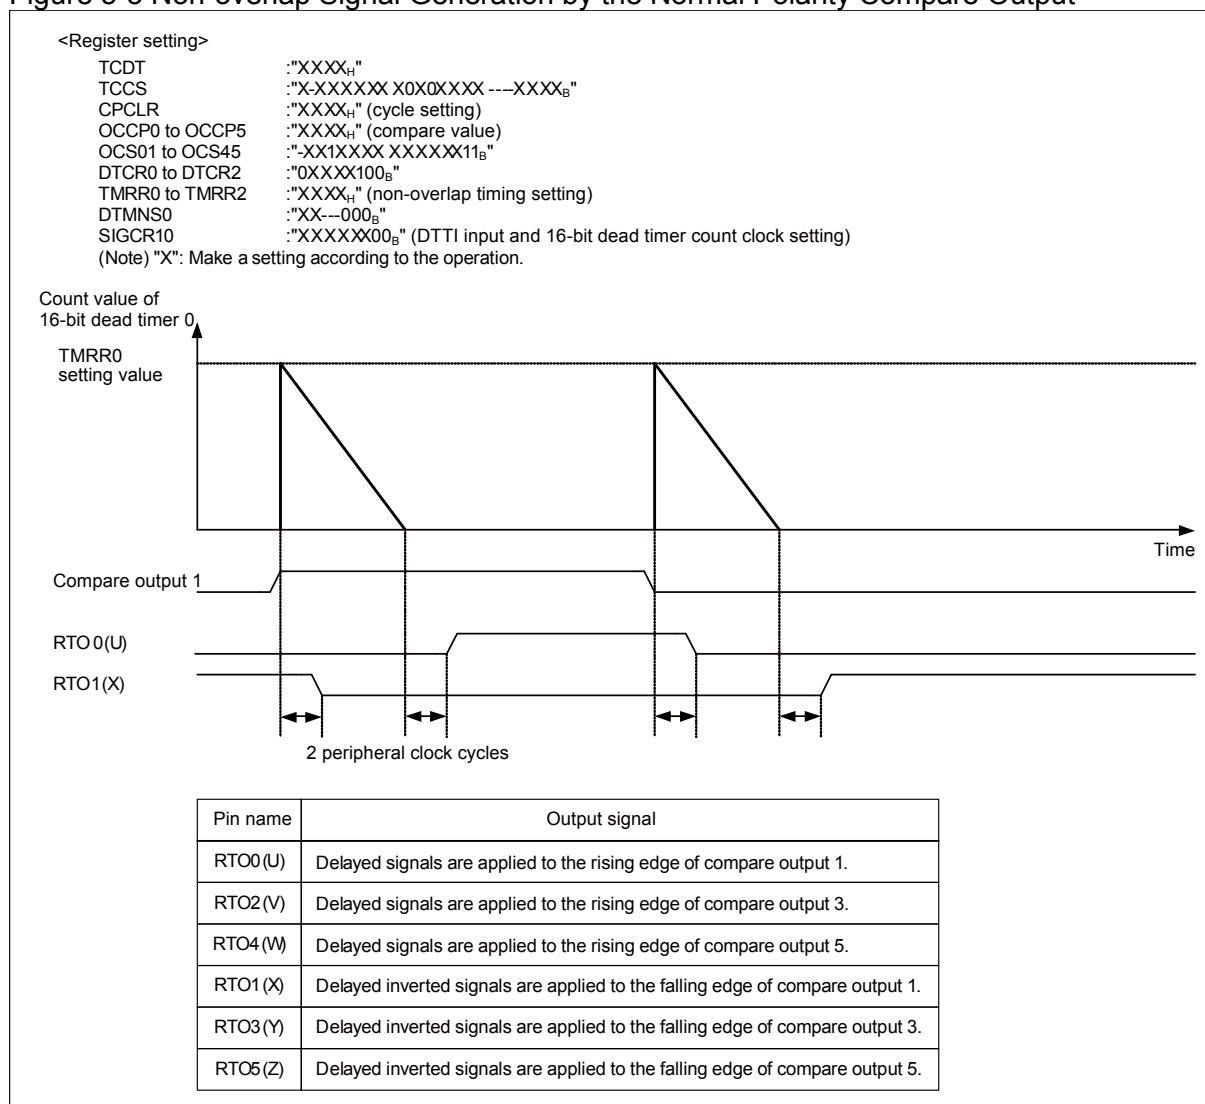 Figure 5-8 Non-overlap Signal Generation by the Normal Polarity Compare Output
<Register setting>
TCDT :"XXXXH"
TCCS :"X-XXXXXX X0X0XXXX ----XXXXB"
CPCLR :"XXXXH" (cycle setting)
OCCP0 to OCCP5 :"XXXXH" (compare value)
OCS01 to OCS45 :"-XX1XXXX XXXXXX11B"
DTCR0 to DTCR2 :"0XXXX100B"
TMRR0 to TMRR2 :"XXXXH" (non-overlap timing setting)
DTMNS0 :"XX---000B"
SIGCR10 :"XXXXXX00B" (DTTI input and 16-bit dead timer count clock setting)
(Note) "X": Make a setting according to the operation.
Count value of
16-bit dead timer 0
TMRR0
setting value
Time
Compare output 1
RTO0(U)
RTO1(X)
2 peripheral clock cycles
Pin name Output signal
RTO0(U) Delayed signals are applied to the rising edge of compare output 1.
RTO2(V) Delayed signals are applied to the rising edge of compare output 3.
RTO4(W) Delayed signals are applied to the rising edge of compare output 5.
RTO1(X) Delayed inverted signals are applied to the falling edge of compare output 1.
RTO3(Y) Delayed inverted signals are applied to the falling edge of compare output 3.
RTO5(Z) Delayed inverted signals are applied to the falling edge of compare output 5.